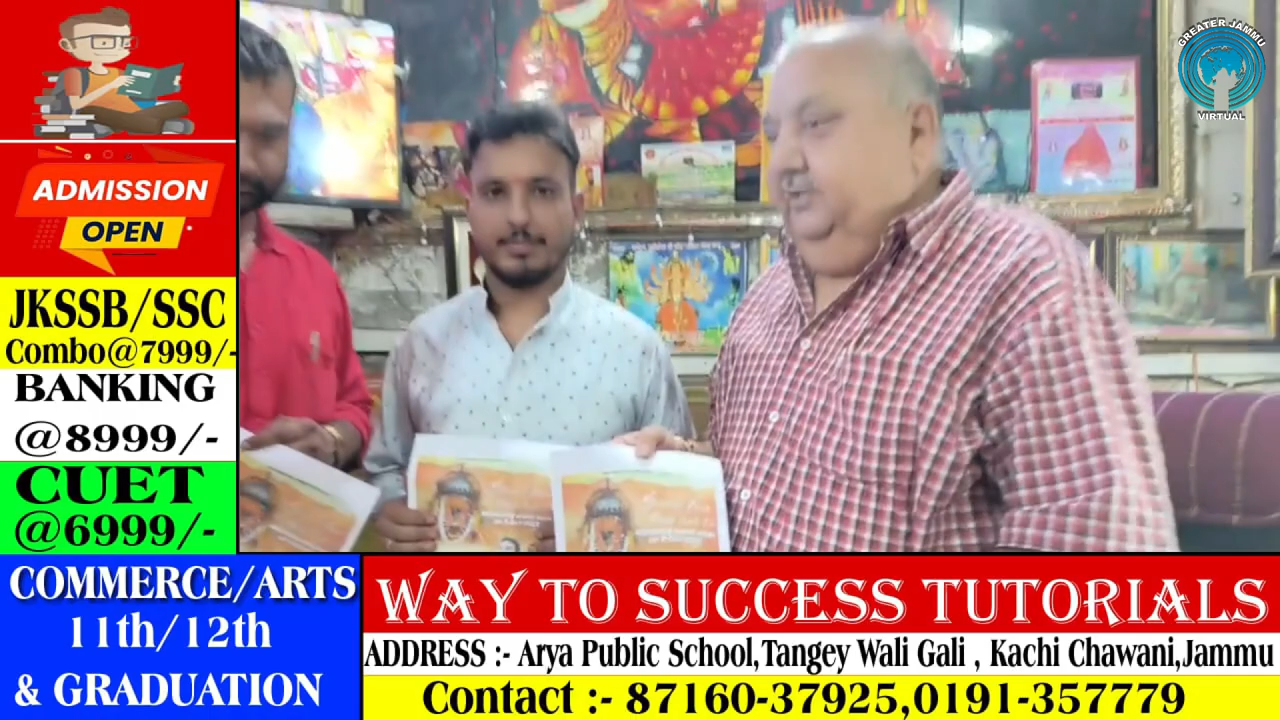 GREATER JAMMU
VIRTUAL
ADMISSION
OPEN
JKSSB/SSC
Combo@7999/-
BANKING
@8999/-
CUET
@6999/-
COMMERCE/ARTS
11th/12th
& GRADUATION
WAY TO SUCCESS TUTORIALS
ADDRESS :- Arya Public School,Tangey Wali Gali , Kachi Chawani,Jammu
Contact :- 87160-37925,0191-357779